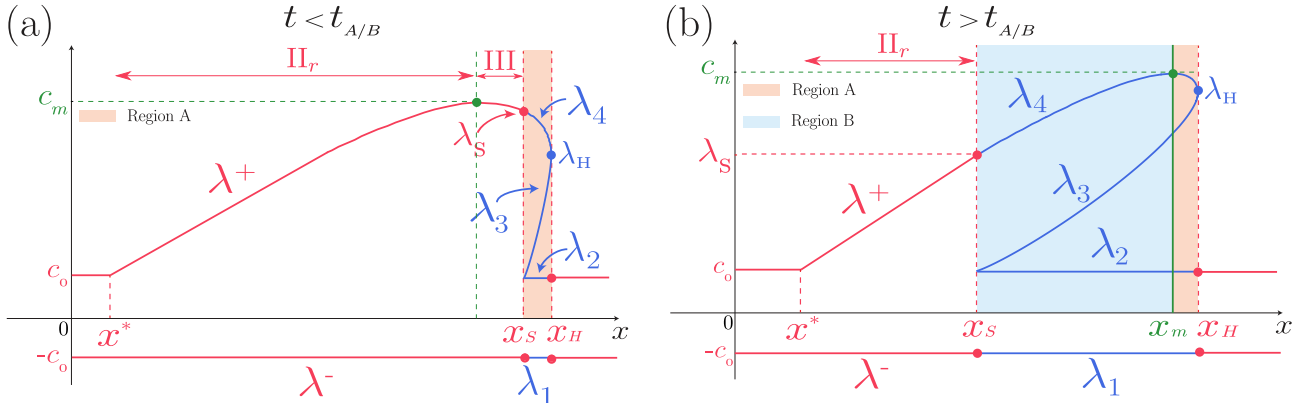 (a)
t < t_{A/B}
II_r
III
c_m
Region A
λ_S
λ_4
λ^+
λ_H
λ_3
λ_2
c_o
0
x^*
x_S
x_H
x
-c_o
λ^-
λ_1
(b)
t > t_{A/B}
II_r
c_m
λ_4
λ_H
Region A
Region B
λ_S
λ^+
λ_3
λ_2
c_o
0
x^*
x_S
x_m
x_H
x
-c_o
λ^-
λ_1